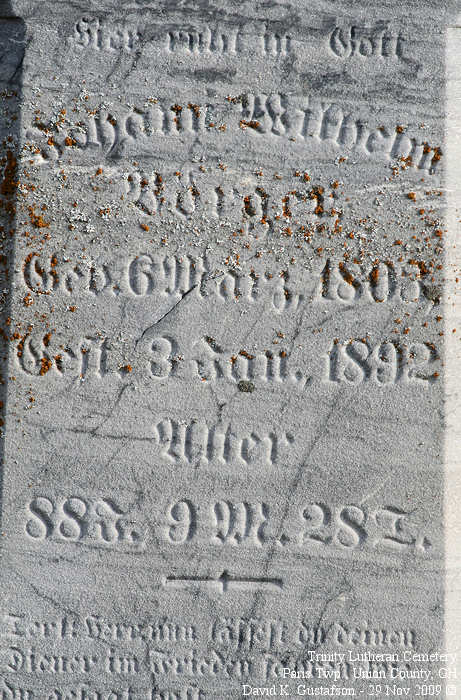 Hier ruht in Gott
Johann Wilhelm
Börger
Geb. 6 März, 1803,
Gest. 3 Jan., 1892
Alter
88 J. 9 M. 28 T.
Text: Herr nun lässest du deinen
Diener im Frieden
Trinity Lutheran Cemetery
Paris Twp., Union County, OH
David K. Gustafson - 29 Nov 2009 ©